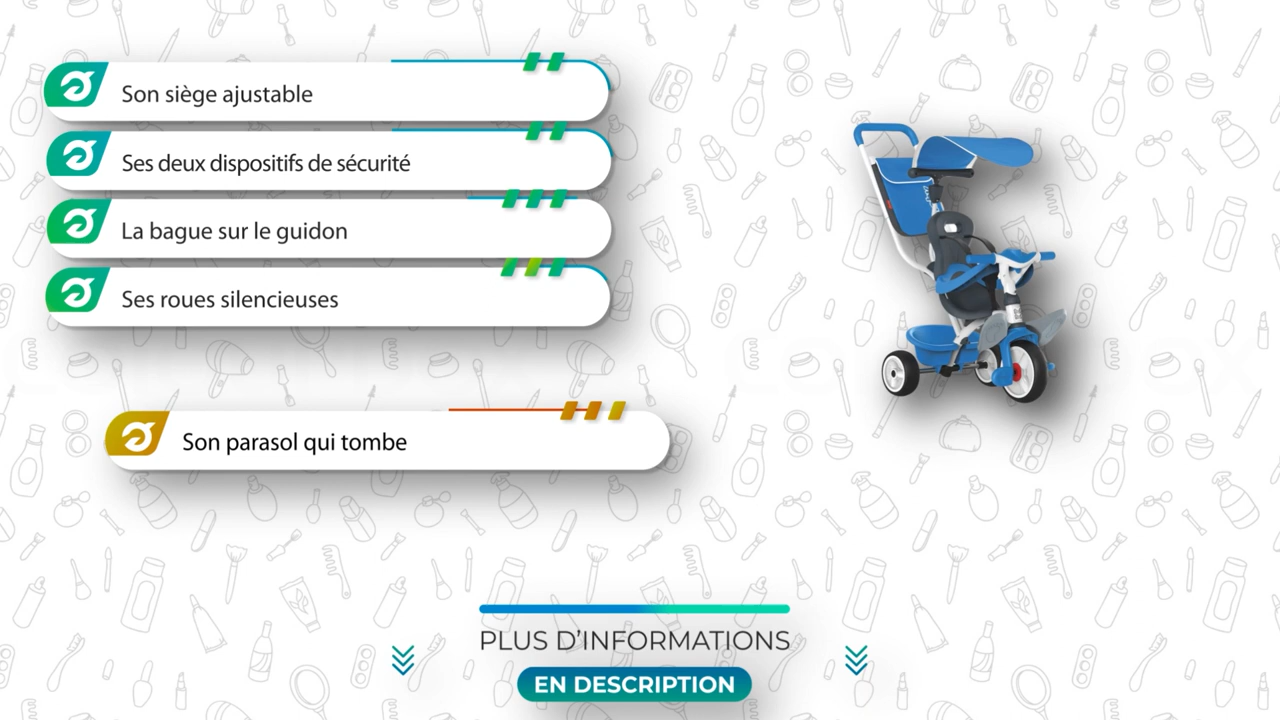 Son siège ajustable
Ses deux dispositifs de sécurité
La bague sur le guidon
Ses roues silencieuses
Son parasol qui tombe
PLUS D’INFORMATIONS
EN DESCRIPTION